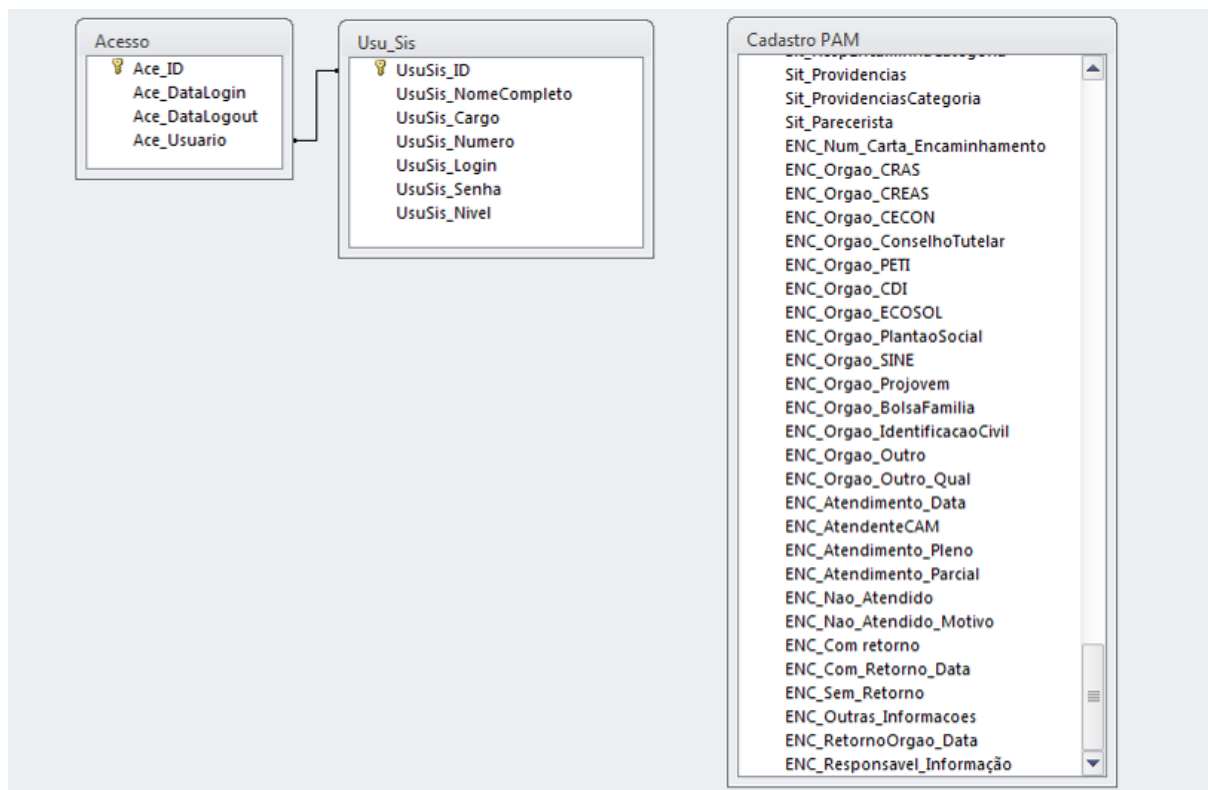 Acesso
Ace_ID
Ace_DataLogin
Ace_DataLogout
Ace_Usuario
Usu_Sis
UsuSis_ID
UsuSis_NomeCompleto
UsuSis_Cargo
UsuSis_Numero
UsuSis_Login
UsuSis_Senha
UsuSis_Nivel
Cadastro PAM
Sit_Providencias
Sit_ProvidenciasCategoria
Sit_Parecerista
ENC_Num_Carta_Encaminhamento
ENC_Orgao_CRAS
ENC_Orgao_CREAS
ENC_Orgao_CECON
ENC_Orgao_ConselhoTutelar
ENC_Orgao_PETI
ENC_Orgao_CDI
ENC_Orgao_ECOSOL
ENC_Orgao_PlantaoSocial
ENC_Orgao_SINE
ENC_Orgao_Projovem
ENC_Orgao_BolsaFamilia
ENC_Orgao_IdentificacaoCivil
ENC_Orgao_Outro
ENC_Orgao_Outro_Qual
ENC_Atendimento_Data
ENC_AtendenteCAM
ENC_Atendimento_Pleno
ENC_Atendimento_Parcial
ENC_Nao_Atendido
ENC_Nao_Atendido_Motivo
ENC_Com retorno
ENC_Com_Retorno_Data
ENC_Sem_Retorno
ENC_Outras_Informacoes
ENC_RetornoOrgao_Data
ENC_Responsavel_Informação